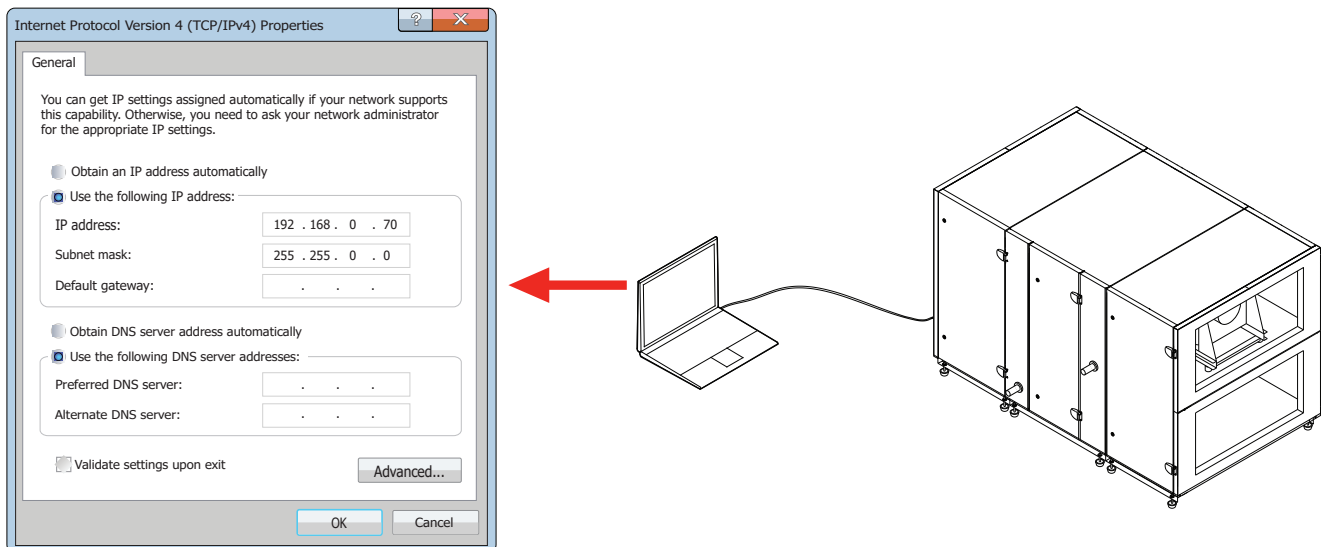 Internet Protocol Version 4 (TCP/IPv4) Properties
?
X
General
You can get IP settings assigned automatically if your network supports
this capability. Otherwise, you need to ask your network administrator
for the appropriate IP settings.
Obtain an IP address automatically
Use the following IP address:
IP address: 192 . 168 . 0 . 70
Subnet mask: 255 . 255 . 0 . 0
Default gateway: . . .
Obtain DNS server address automatically
Use the following DNS server addresses:
Preferred DNS server: . . .
Alternate DNS server: . . .
Validate settings upon exit
Advanced...
OK Cancel